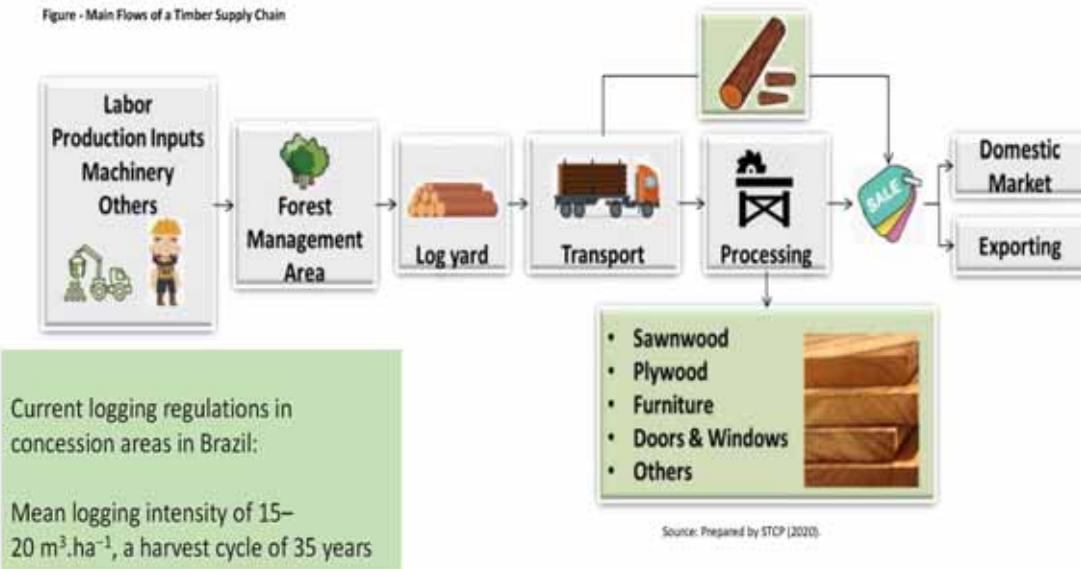 Figure - Main Flows of a Timber Supply Chain
Labor
Production Inputs
Machinery
Others
Forest
Management
Area
Log yard
Transport
Processing
SALE
Domestic
Market
Exporting
• Sawnwood
• Plywood
• Furniture
• Doors & Windows
• Others
Source: Prepared by STCP (2020).
Current logging regulations in
concession areas in Brazil:
Mean logging intensity of 15–
20 m³.ha⁻¹, a harvest cycle of 35 years